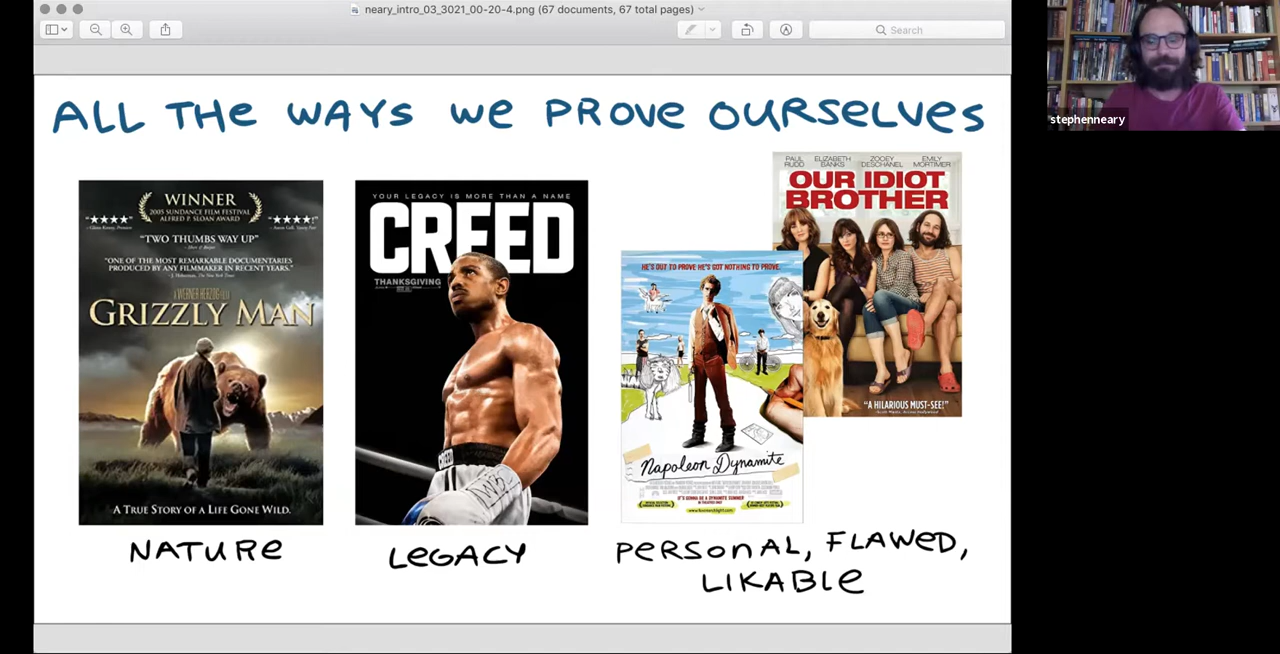 neary_intro_03_3021_00-20-4.png (67 documents, 67 total pages)
Search
stephenneary
ALL THE WAYS WE PROVE OURSELVES
WINNER
2005 SUNDANCE FILM FESTIVAL
ALFRED P. SLOAN AWARD
"TWO THUMBS WAY UP"
"ONE OF THE MOST REMARKABLE DOCUMENTARIES
PRODUCED BY ANY FILMMAKER IN RECENT YEARS."
A WERNER HERZOG FILM
GRIZZLY MAN
A TRUE STORY OF A LIFE GONE WILD.
NATURE
YOUR LEGACY IS MORE THAN A NAME
CREED
THANKSGIVING
CREED
LEGACY
HE'S OUT TO PROVE HE'S GOT NOTHING TO PROVE.
Napoleon Dynamite
IT'S GONNA BE A DYNAMITE SUMMER
PAUL RUDD ELIZABETH BANKS ZOOEY DESCHANEL EMILY MORTIMER
OUR IDIOT
BROTHER
"A HILARIOUS MUST-SEE!"
PERSONAL, FLAWED,
LIKABLE